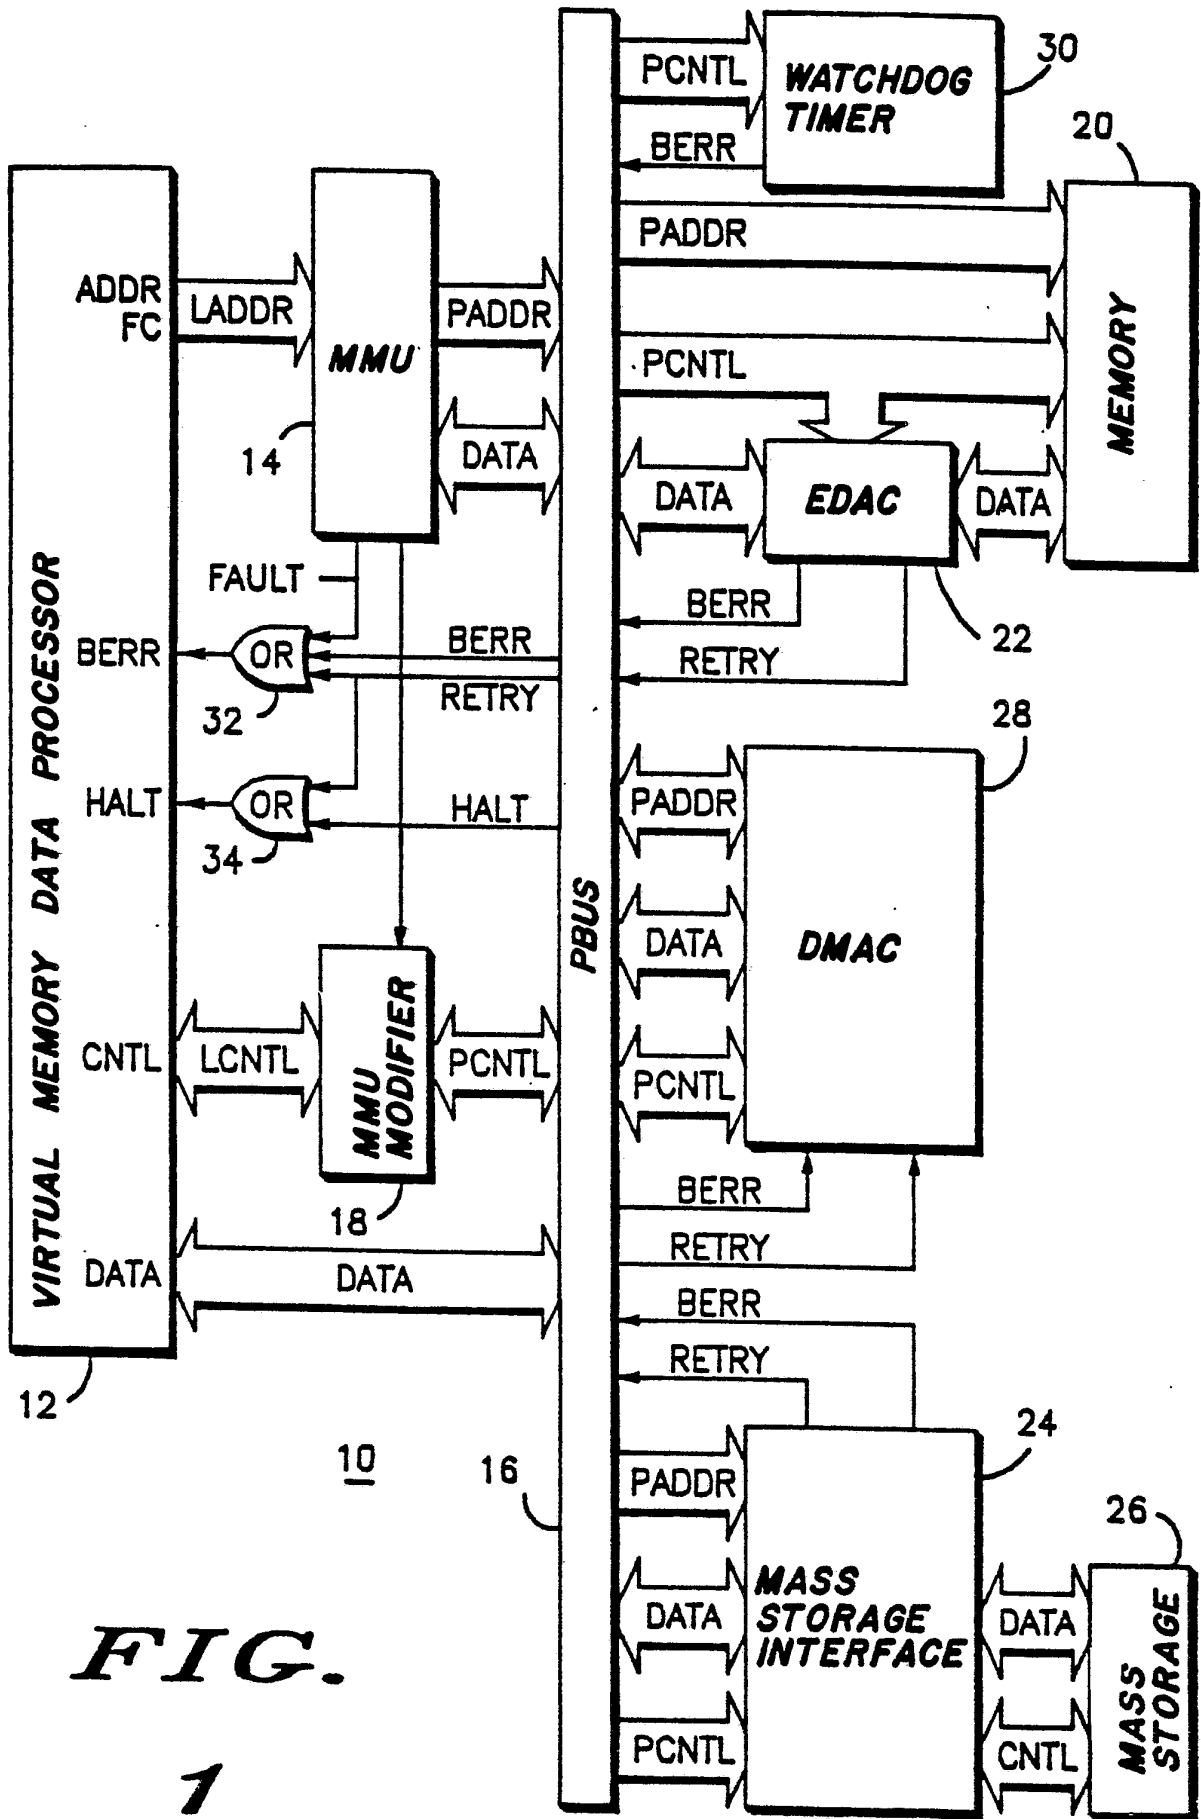 PCNTL
WATCHDOG
TIMER
30
BERR
20
PADDR
ADDR
FC
LADDR
PADDR
MMU
PCNTL
MEMORY
14
DATA
DATA
EDAC
DATA
FAULT
BERR
22
BERR
OR
BERR
RETRY
RETRY
32
28
HALT
OR
HALT
PADDR
34
VIRTUAL MEMORY DATA PROCESSOR
PBUS
DATA
DMAC
CNTL
LCNTL
MMU
MODIFIER
PCNTL
PCNTL
18
BERR
RETRY
DATA
DATA
BERR
RETRY
12
10
16
24
PADDR
26
MASS
STORAGE
INTERFACE
DATA
DATA
MASS
STORAGE
PCNTL
CNTL
FIG.
1